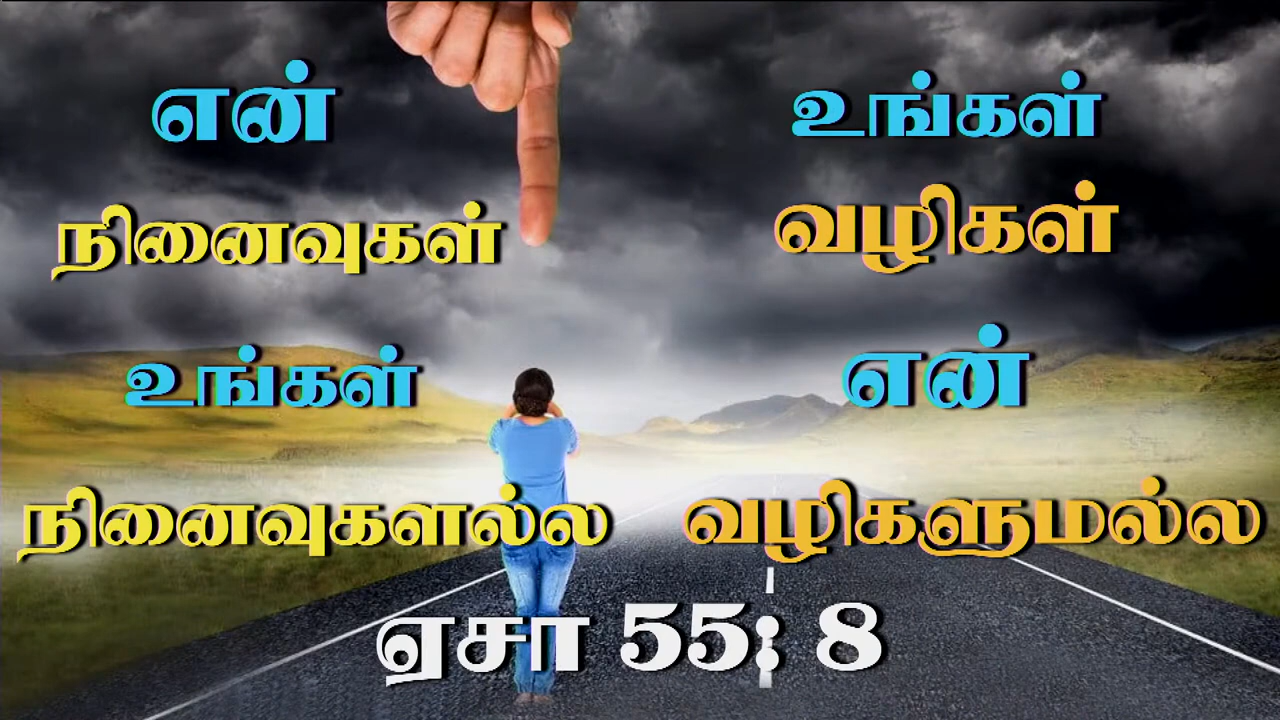 என்
நினைவுகள்
உங்கள்
நினைவுகளல்ல
உங்கள்
வழிகள்
என்
வழிகளுமல்ல
ஏசா 55; 8